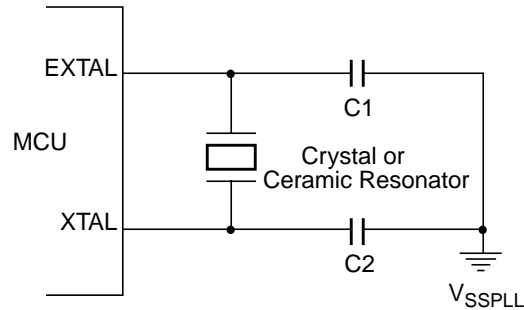 EXTAL
C1
MCU
Crystal or
Ceramic Resonator
XTAL
C2
VSSPLL